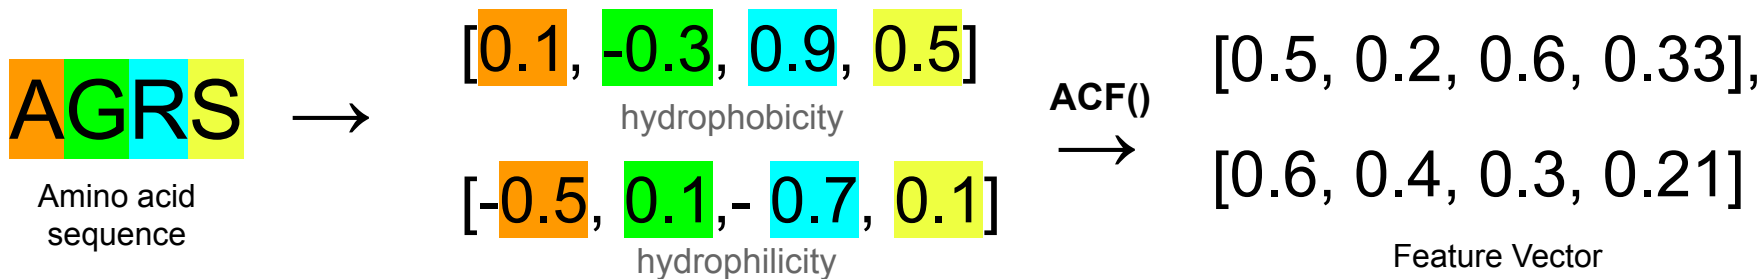 AGRS
Amino acid
sequence
→
[0.1, -0.3, 0.9, 0.5]
hydrophobicity
[-0.5, 0.1,- 0.7, 0.1]
hydrophilicity
ACF()
→
[0.5, 0.2, 0.6, 0.33],
[0.6, 0.4, 0.3, 0.21]
Feature Vector